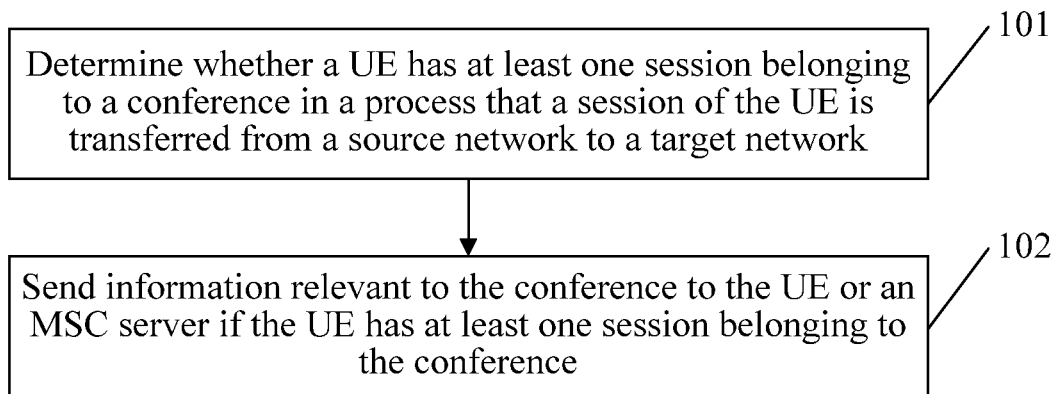 101
Determine whether a UE has at least one session belonging
to a conference in a process that a session of the UE is
transferred from a source network to a target network
102
Send information relevant to the conference to the UE or an
MSC server if the UE has at least one session belonging to
the conference